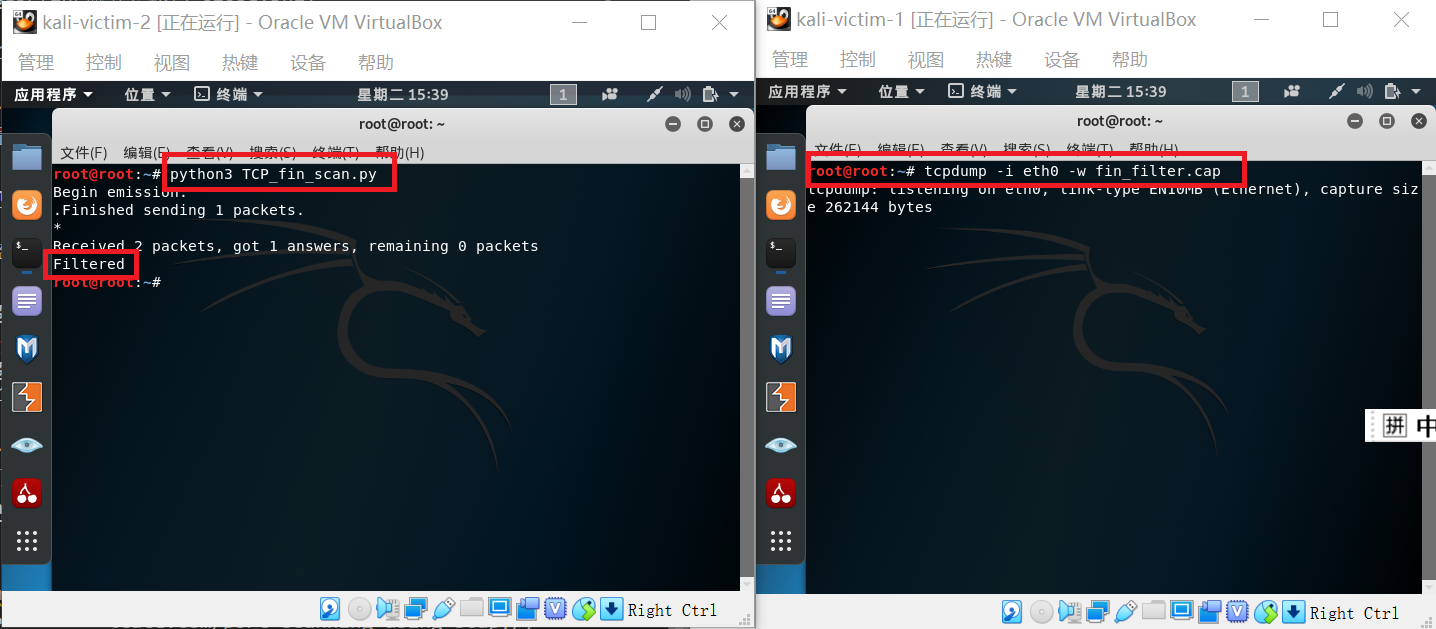 kali-victim-2 [正在运行] - Oracle VM VirtualBox
管理 控制 视图 热键 设备 帮助
应用程序 位置 终端 星期二 15:39 1
root@root: ~
文件(F) 编辑(E) 查看(V) 搜索(S) 终端(T) 帮助(H)
root@root:~# python3 TCP_fin_scan.py
Begin emission:
.Finished sending 1 packets.
*
Received 2 packets, got 1 answers, remaining 0 packets
Filtered
root@root:~#
Right Ctrl
kali-victim-1 [正在运行] - Oracle VM VirtualBox
管理 控制 视图 热键 设备 帮助
应用程序 位置 终端 星期二 15:39 1
root@root: ~
文件(F) 编辑(E) 查看(V) 搜索(S) 终端(T) 帮助(H)
root@root:~# tcpdump -i eth0 -w fin_filter.cap
tcpdump: listening on eth0, link-type EN10MB (Ethernet), capture siz
e 262144 bytes
拼 中
Right Ctrl